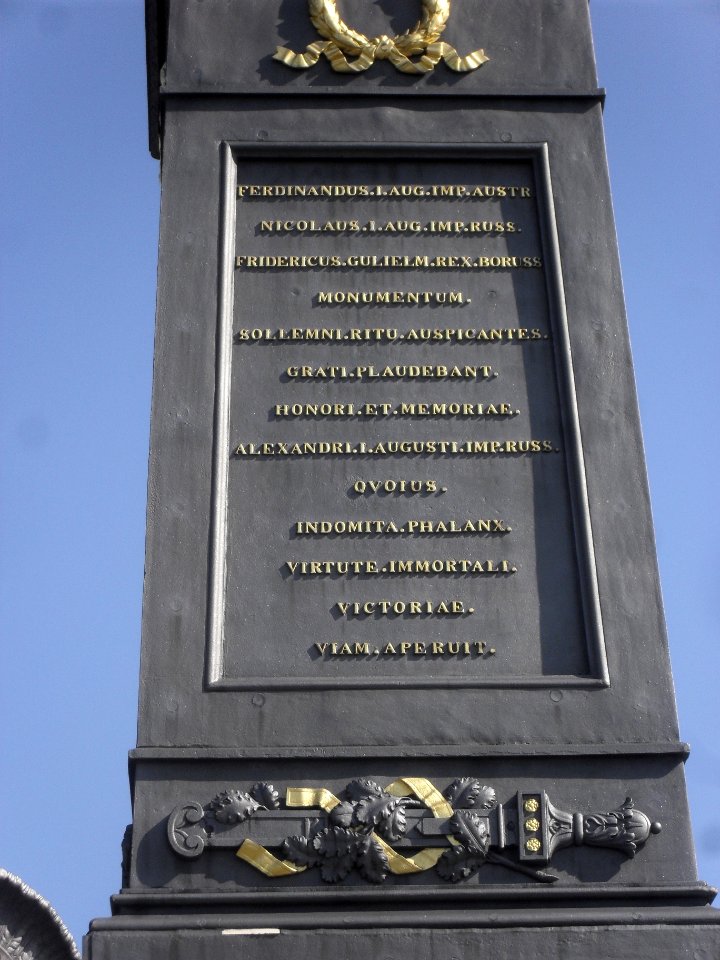 FERDINANDUS.I.AUG.IMP.AUSTR
NICOLAUS.I.AUG.IMP.RUSS.
FRIDERICUS.GULIELM.REX.BORUSS
MONUMENTUM.
SOLLEMNI.RITU.AUSPICANTES.
GRATI.PLAUDEBANT.
HONORI.ET.MEMORIAE.
ALEXANDRI.I.AUGUSTI.IMP.RUSS.
QVOIUS.
INDOMITA.PHALANX.
VIRTUTE.IMMORTALI.
VICTORIAE.
VIAM.APERUIT.